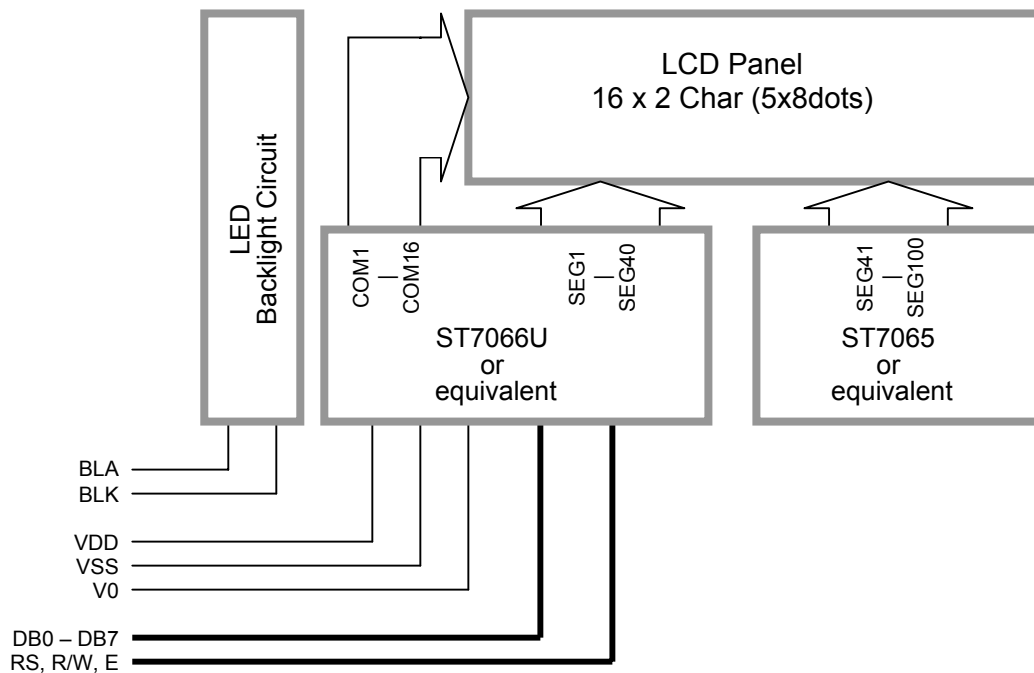 LCD Panel
16 x 2 Char (5x8dots)
LED
Backlight Circuit
COM1
—
COM16
SEG1
—
SEG40
ST7066U
or
equivalent
SEG41
—
SEG100
ST7065
or
equivalent
BLA
BLK
VDD
VSS
V0
DB0 – DB7
RS, R/W, E